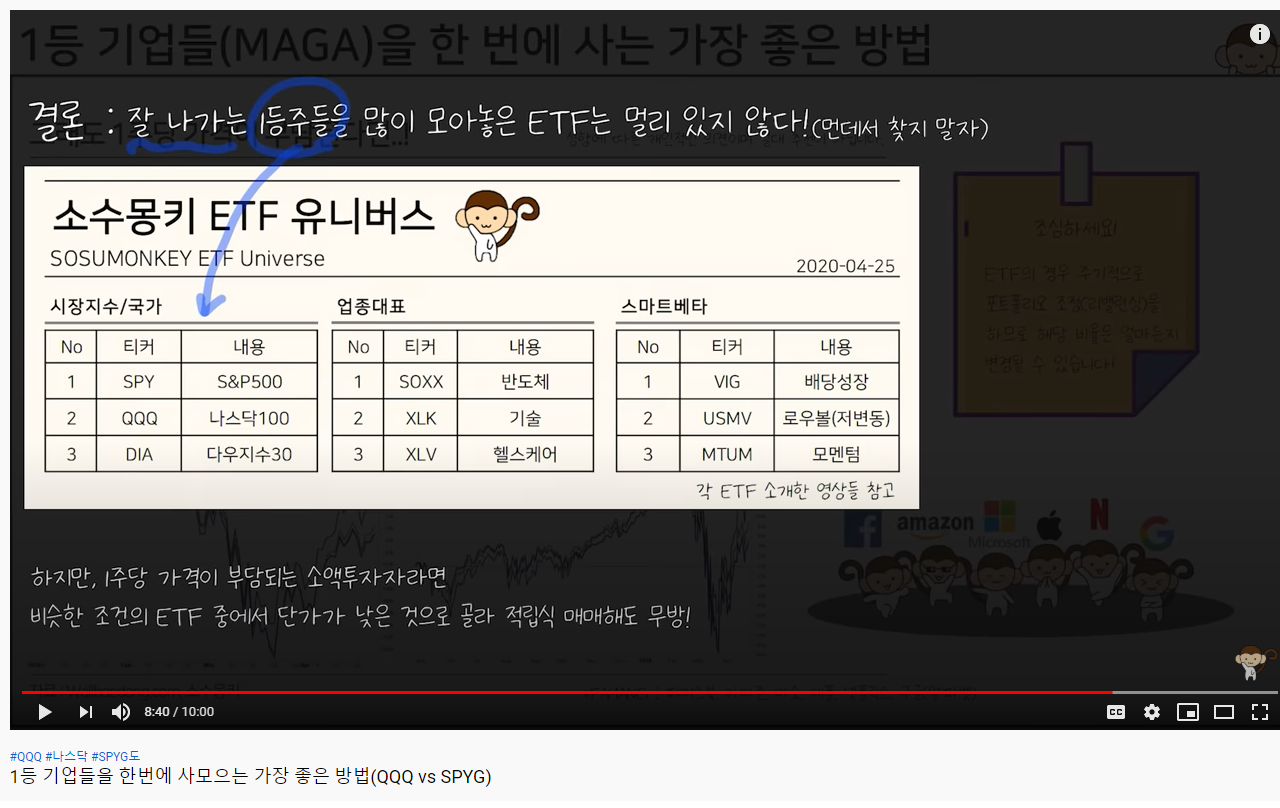 1등 기업들(MAGA)을 한 번에 사는 가장 좋은 방법
결론 : 잘 나가는 1등주들을 많이 모아놓은 ETF는 멀리 있지 않다!(먼데서 찾지 말자)
소수몽키 ETF 유니버스
SOSUMONKEY ETF Universe
2020-04-25
시장지수/국가
No 티커 내용
1 SPY S&P500
2 QQQ 나스닥100
3 DIA 다우지수30
업종대표
No 티커 내용
1 SOXX 반도체
2 XLK 기술
3 XLV 헬스케어
스마트베타
No 티커 내용
1 VIG 배당성장
2 USMV 로우볼(저변동)
3 MTUM 모멘텀
각 ETF 소개한 영상들 참고
조심하세요!
ETF의 경우 주기적으로
포트폴리오 조정(리밸런싱)을
하므로 해당 비율은 얼마든지
변경될 수 있습니다!
amazon
Microsoft
하지만, 1주당 가격이 부담되는 소액투자자라면
비슷한 조건의 ETF 중에서 단가가 낮은 것으로 골라 적립식 매매해도 무방!
8:40 / 10:00
CC
#QQQ #나스닥 #SPYG도
1등 기업들을 한번에 사모으는 가장 좋은 방법(QQQ vs SPYG)